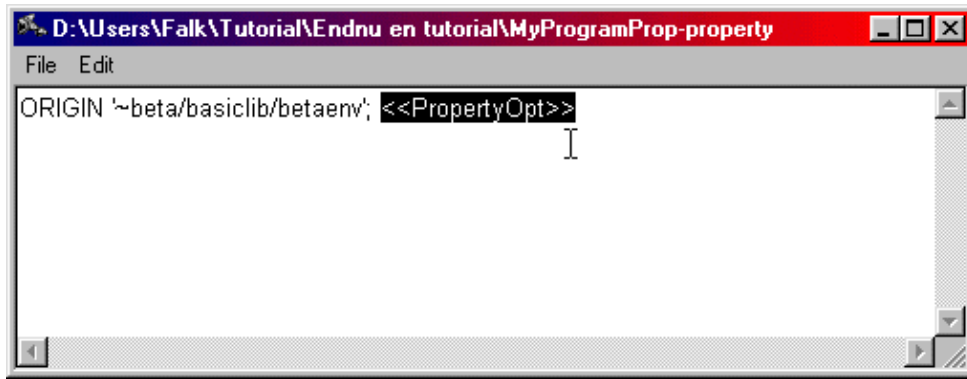 D:\Users\Falk\Tutorial\Endnu en tutorial\MyProgramProp-property
File Edit
ORIGIN '~beta/basiclib/betaenv'; <<PropertyOpt>>